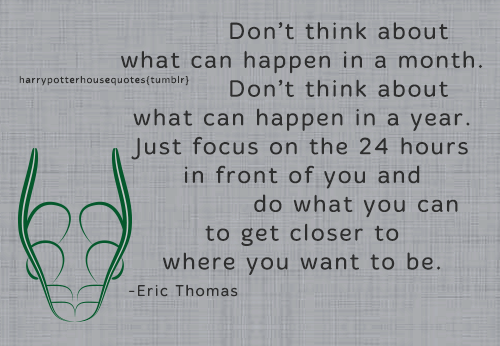 Don't think about
what can happen in a month.
harrypotterhousequotes{tumblr}
Don't think about
what can happen in a year.
Just focus on the 24 hours
in front of you and
do what you can
to get closer to
where you want to be.
-Eric Thomas